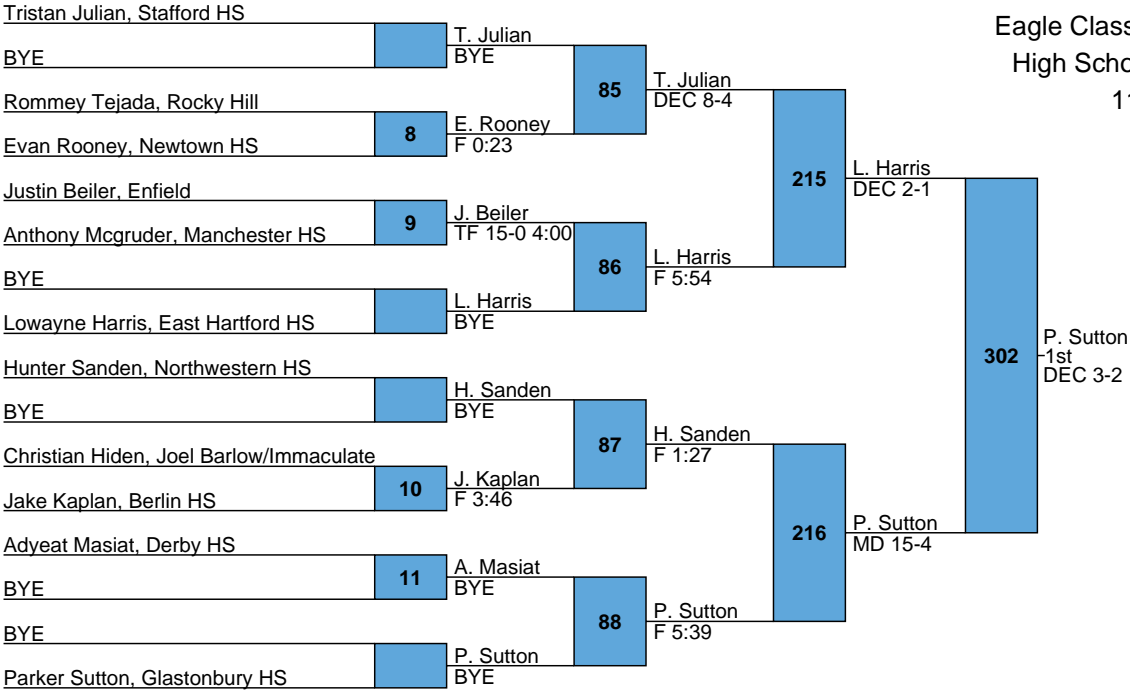 Tristan Julian, Stafford HS
BYE
Rommey Tejada, Rocky Hill
Evan Rooney, Newtown HS
Justin Beiler, Enfield
Anthony Mcgruder, Manchester HS
BYE
Lowayne Harris, East Hartford HS
Hunter Sanden, Northwestern HS
BYE
Christian Hiden, Joel Barlow/Immaculate
Jake Kaplan, Berlin HS
Adyeat Masiat, Derby HS
BYE
BYE
Parker Sutton, Glastonbury HS
8
9
10
11
T. Julian
BYE
E. Rooney
F 0:23
J. Beiler
TF 15-0 4:00
L. Harris
BYE
H. Sanden
BYE
J. Kaplan
F 3:46
A. Masiat
BYE
P. Sutton
BYE
85
86
87
88
T. Julian
DEC 8-4
L. Harris
F 5:54
H. Sanden
F 1:27
P. Sutton
F 5:39
215
216
L. Harris
DEC 2-1
P. Sutton
MD 15-4
302
P. Sutton
1st
DEC 3-2
Eagle Class
High Scho
11